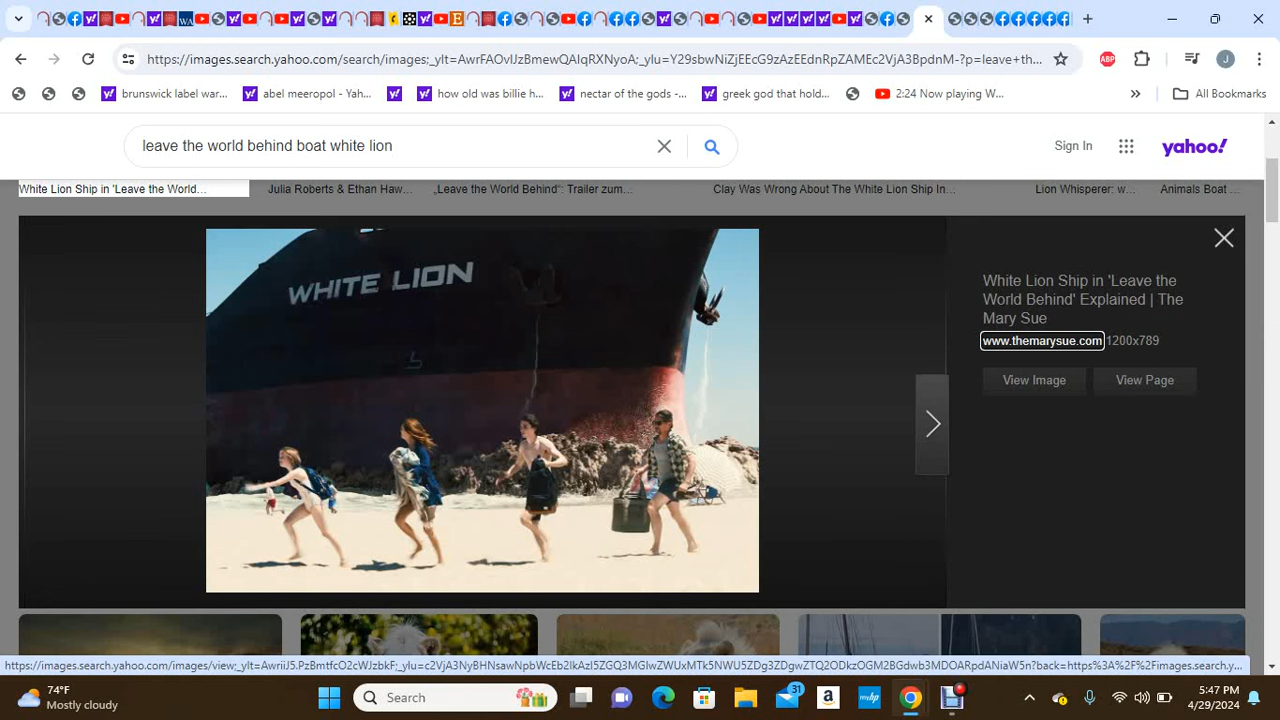 https://images.search.yahoo.com/search/images;_ylt=AwrFAOvIJzBmewQAIqRXNyoA;_ylu=Y29sbwNiZjEEcG9zAzEEdnRpZAMEc2VjA3BpdnM-?p=leave+th...
ABP
J
brunswick label war...
abel meeropol - Yah...
how old was billie h...
nectar of the gods -...
greek god that hold...
2:24 Now playing W...
»
All Bookmarks
leave the world behind boat white lion
Sign In
yahoo!
White Lion Ship in 'Leave the World...
Julia Roberts & Ethan Haw...
„Leave the World Behind“: Trailer zum...
Clay Was Wrong About The White Lion Ship In...
Lion Whisperer: w...
Animals Boat ...
WHITE LION
White Lion Ship in 'Leave the
World Behind' Explained | The
Mary Sue
www.themarysue.com 1200x789
View Image
View Page
74°F
Mostly cloudy
Search
31
a
myhp
5:47 PM
4/29/2024